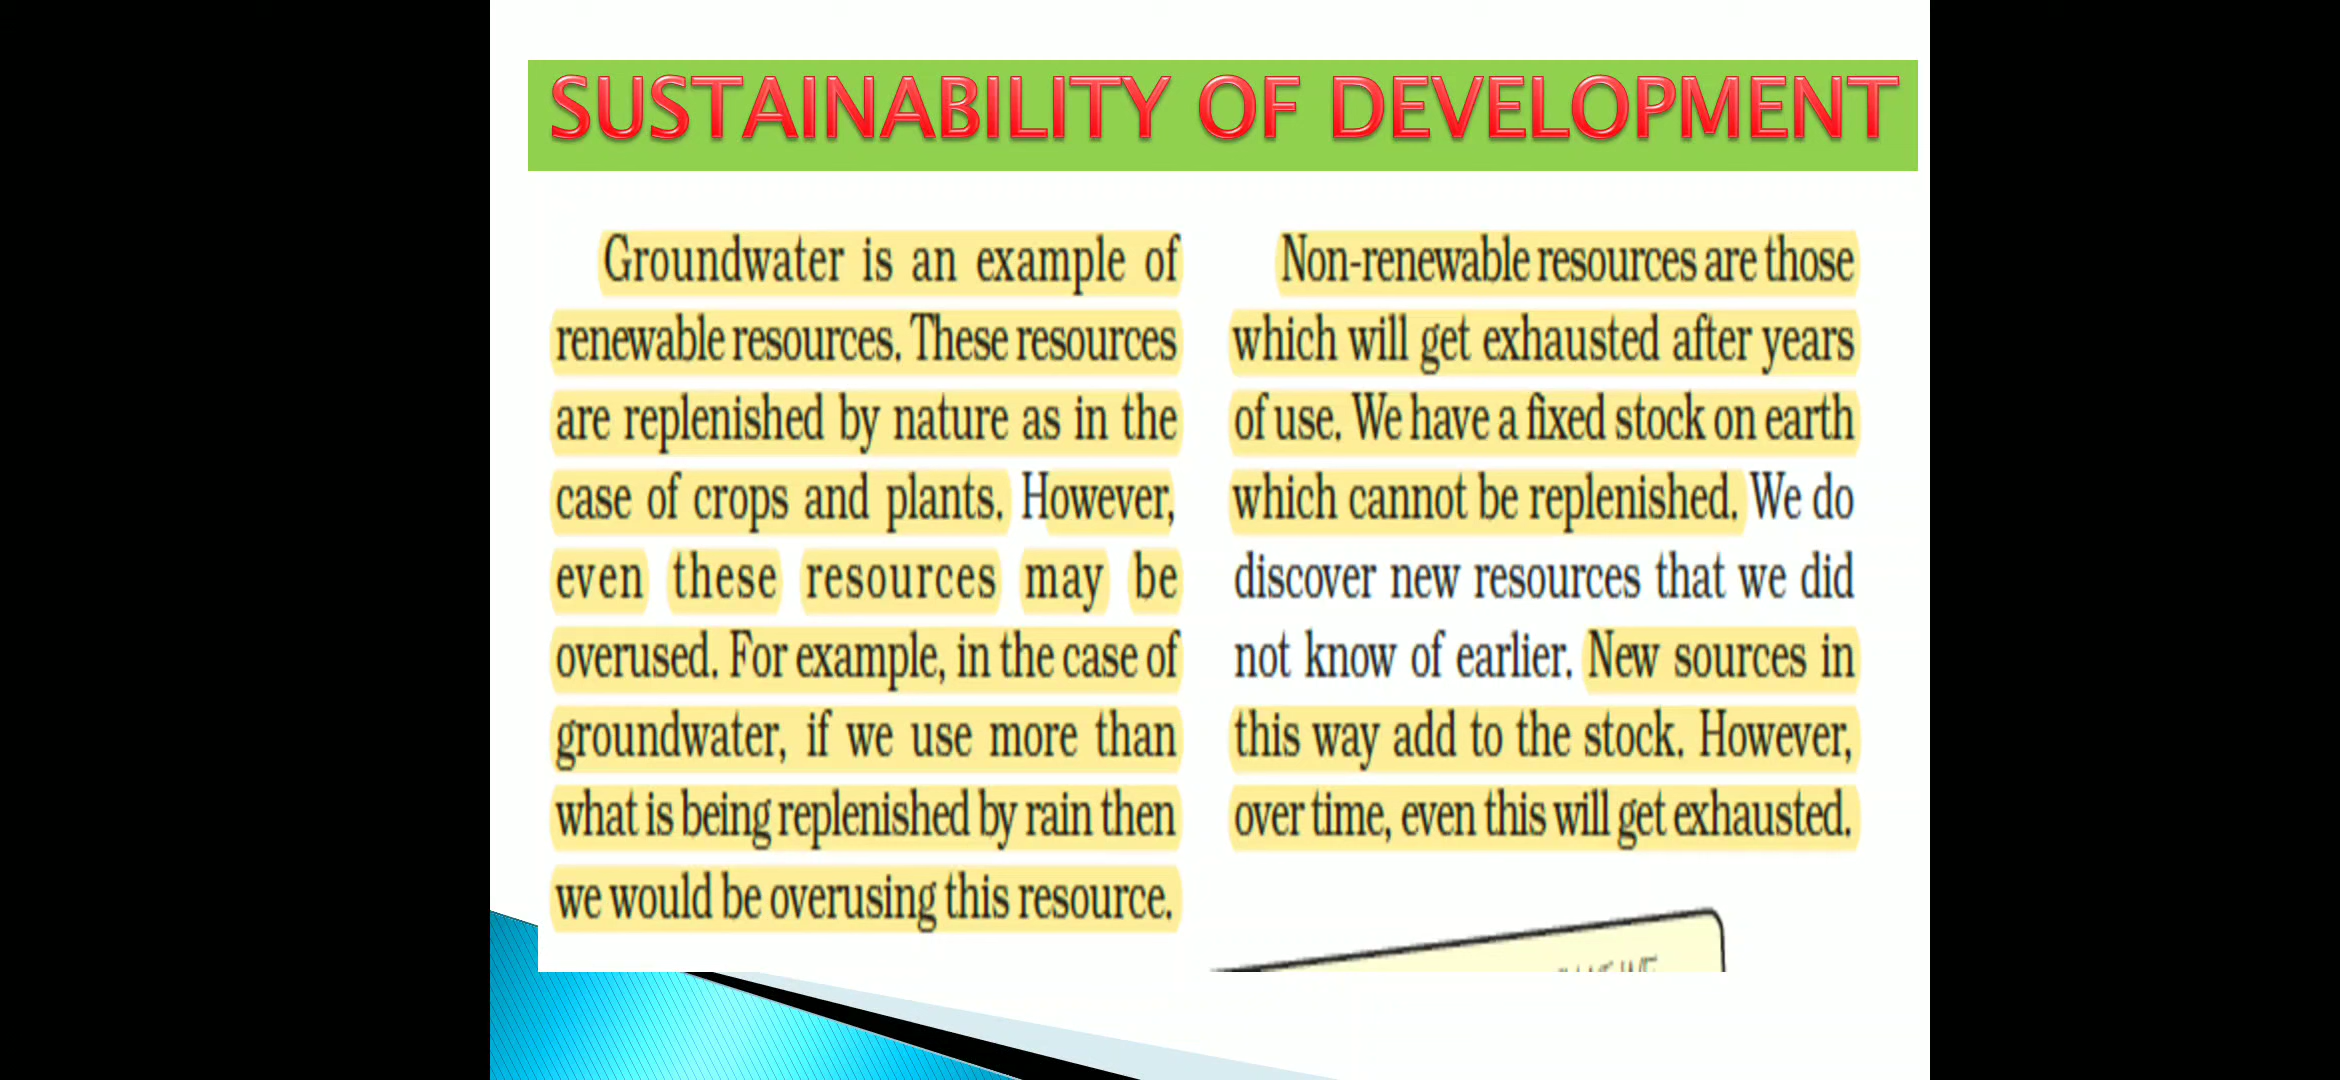 SUSTAINABILITY OF DEVELOPMENT
Groundwater is an example of
renewable resources. These resources
are replenished by nature as in the
case of crops and plants. However,
even these resources may be
overused. For example, in the case of
groundwater, if we use more than
what is being replenished by rain then
we would be overusing this resource.
Non-renewable resources are those
which will get exhausted after years
of use. We have a fixed stock on earth
which cannot be replenished. We do
discover new resources that we did
not know of earlier. New sources in
this way add to the stock. However,
over time, even this will get exhausted.